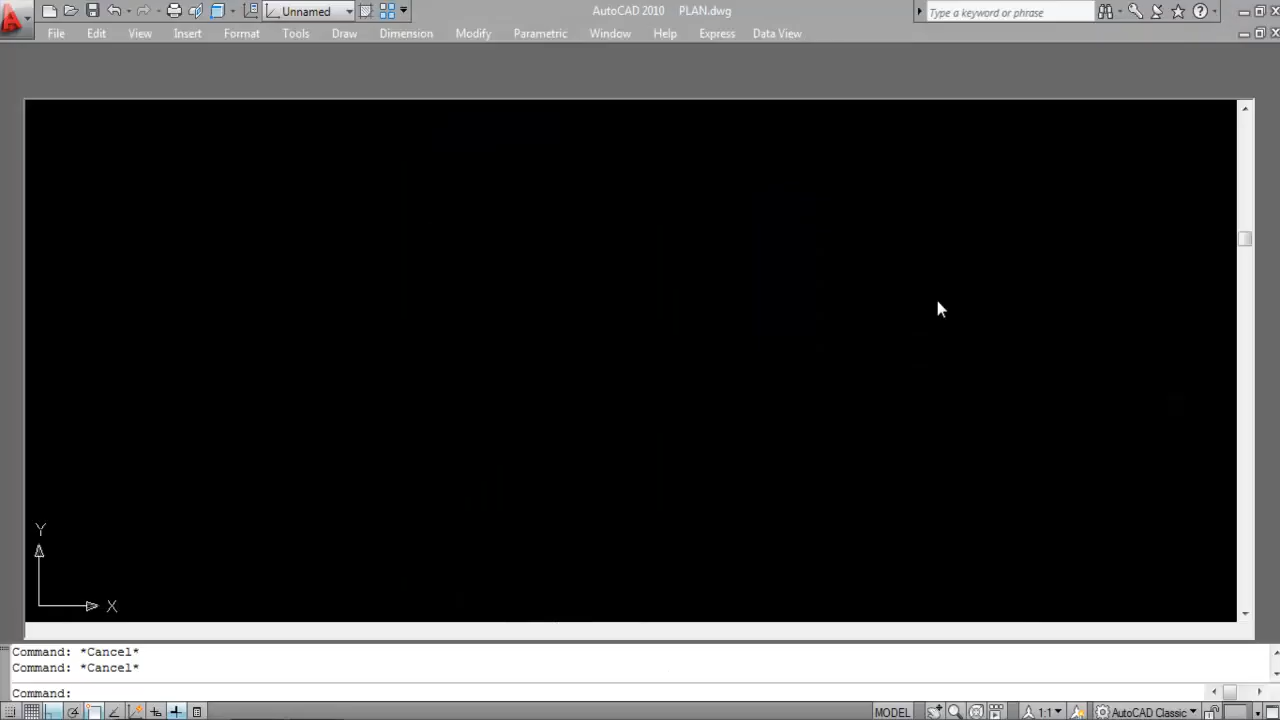 Unnamed
AutoCAD 2010 PLAN.dwg
Type a keyword or phrase
File Edit View Insert Format Tools Draw Dimension Modify Parametric Window Help Express Data View
Y
X
Command: *Cancel*
Command: *Cancel*
Command:
MODEL 1:1 AutoCAD Classic